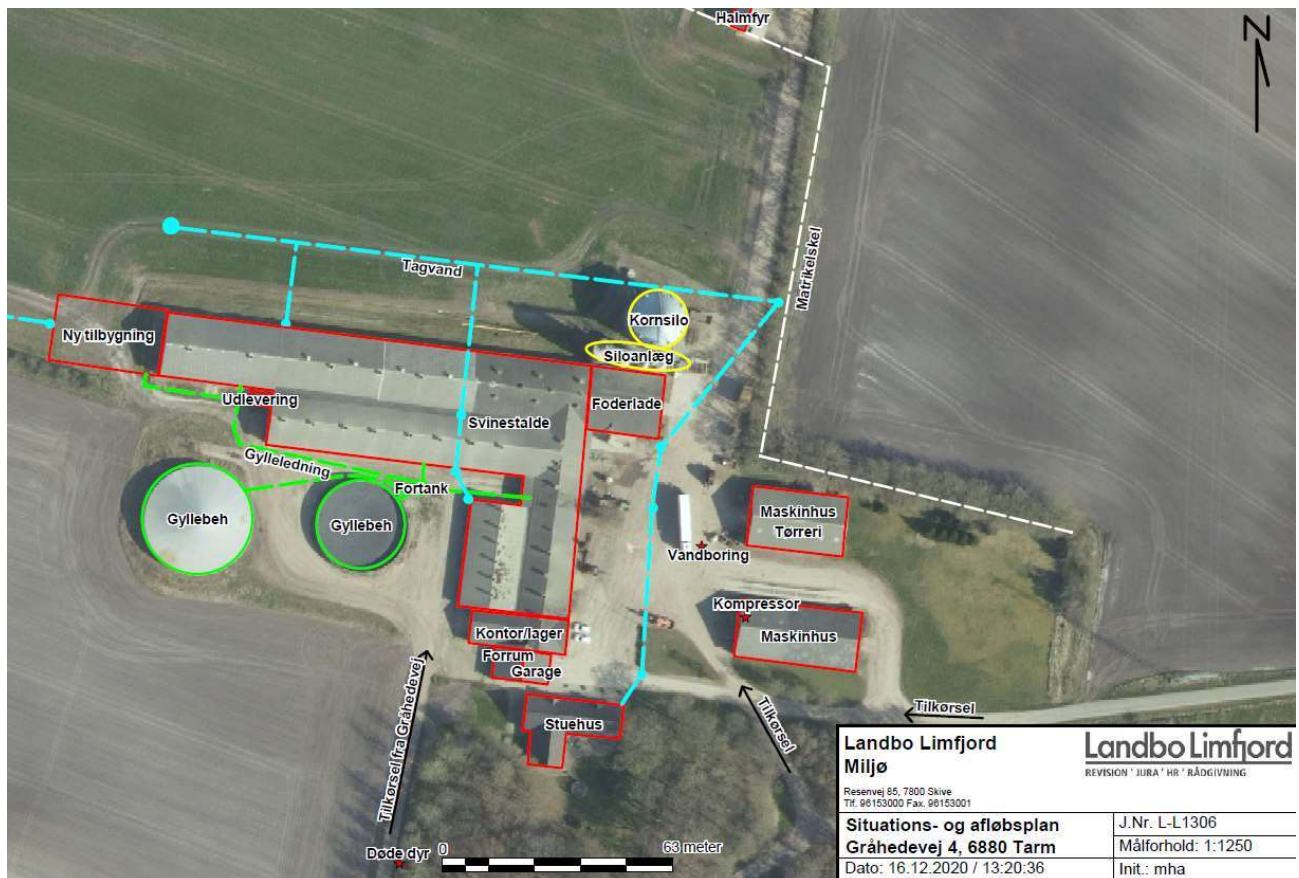 Halmfyr
N
Matrikelskel
Tagvand
Kornsilo
Ny tilbygning
Siloanlæg
Udlevering
Foderlade
Svinestalde
Gylleledning
Fortank
Gyllebeh
Gyllebeh
Maskinhus
Tørreri
Vandboring
Kompressor
Maskinhus
Kontor/lager
Forrum
Garage
Tilkørsel fra Gråhedevej
Stuehus
Tilkørsel
Tilkørsel
Døde dyr
0
63 meter
Landbo Limfjord
Miljø
Resenvej 85, 7800 Skive
Tlf. 96153000 Fax. 96153001
Landbo Limfjord
REVISION ' JURA ' HR ' RÅDGIVNING
Situations- og afløbsplan
Gråhedevej 4, 6880 Tarm
Dato: 16.12.2020 / 13:20:36
J.Nr. L-L1306
Målforhold: 1:1250
Init.: mha